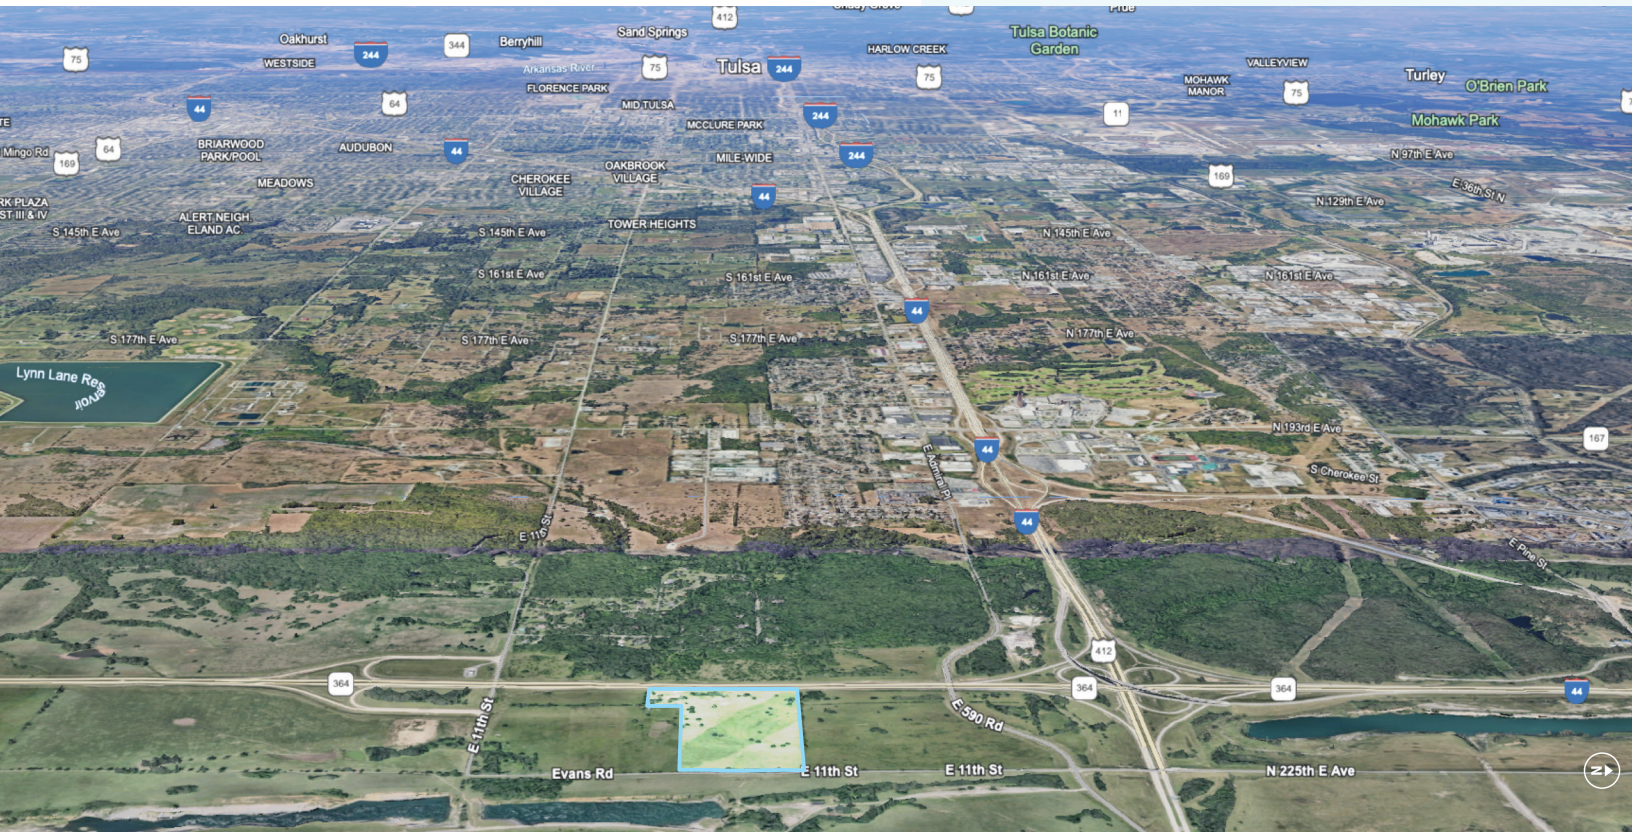 412
Sand Springs
Tulsa Botanic
Garden
Oakhurst
344
Berryhill
75
244
WESTSIDE
HARLOW CREEK
Arkansas River
75
Tulsa
244
75
VALLEYVIEW
Turley
FLORENCE PARK
MOHAWK
MANOR
75
O'Brien Park
44
64
MID TULSA
244
11
Mohawk Park
MCCLURE PARK
Mingo Rd
169
64
BRIARWOOD
PARK/POOL
AUDUBON
44
MILE-WIDE
244
N 97th E Ave
OAKBROOK
VILLAGE
169
MEADOWS
CHEROKEE
VILLAGE
44
E 36th St N
N 129th E Ave
RK PLAZA
ST III & IV
ALERT NEIGH.
ELAND AC.
TOWER HEIGHTS
S 145th E Ave
S 145th E Ave
N 145th E Ave
S 161st E Ave
S 161st E Ave
N 161st E Ave
N 161st E Ave
44
S 177th E Ave
S 177th E Ave
S 177th E Ave
N 177th E Ave
Lynn Lane Reservoir
N 193rd E Ave
167
44
E Admiral Pl
S Cherokee St
44
E 11th St
E Pine St
412
364
364
364
44
E 11th St
E 590 Rd
Evans Rd
E 11th St
E 11th St
N 225th E Ave
N